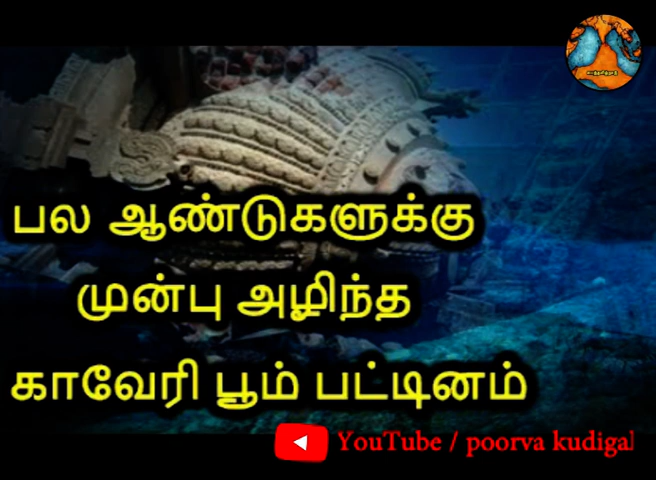 பல ஆண்டுகளுக்கு
முன்பு அழிந்த
காவேரி பூம் பட்டினம்
YouTube / poorva kudigal